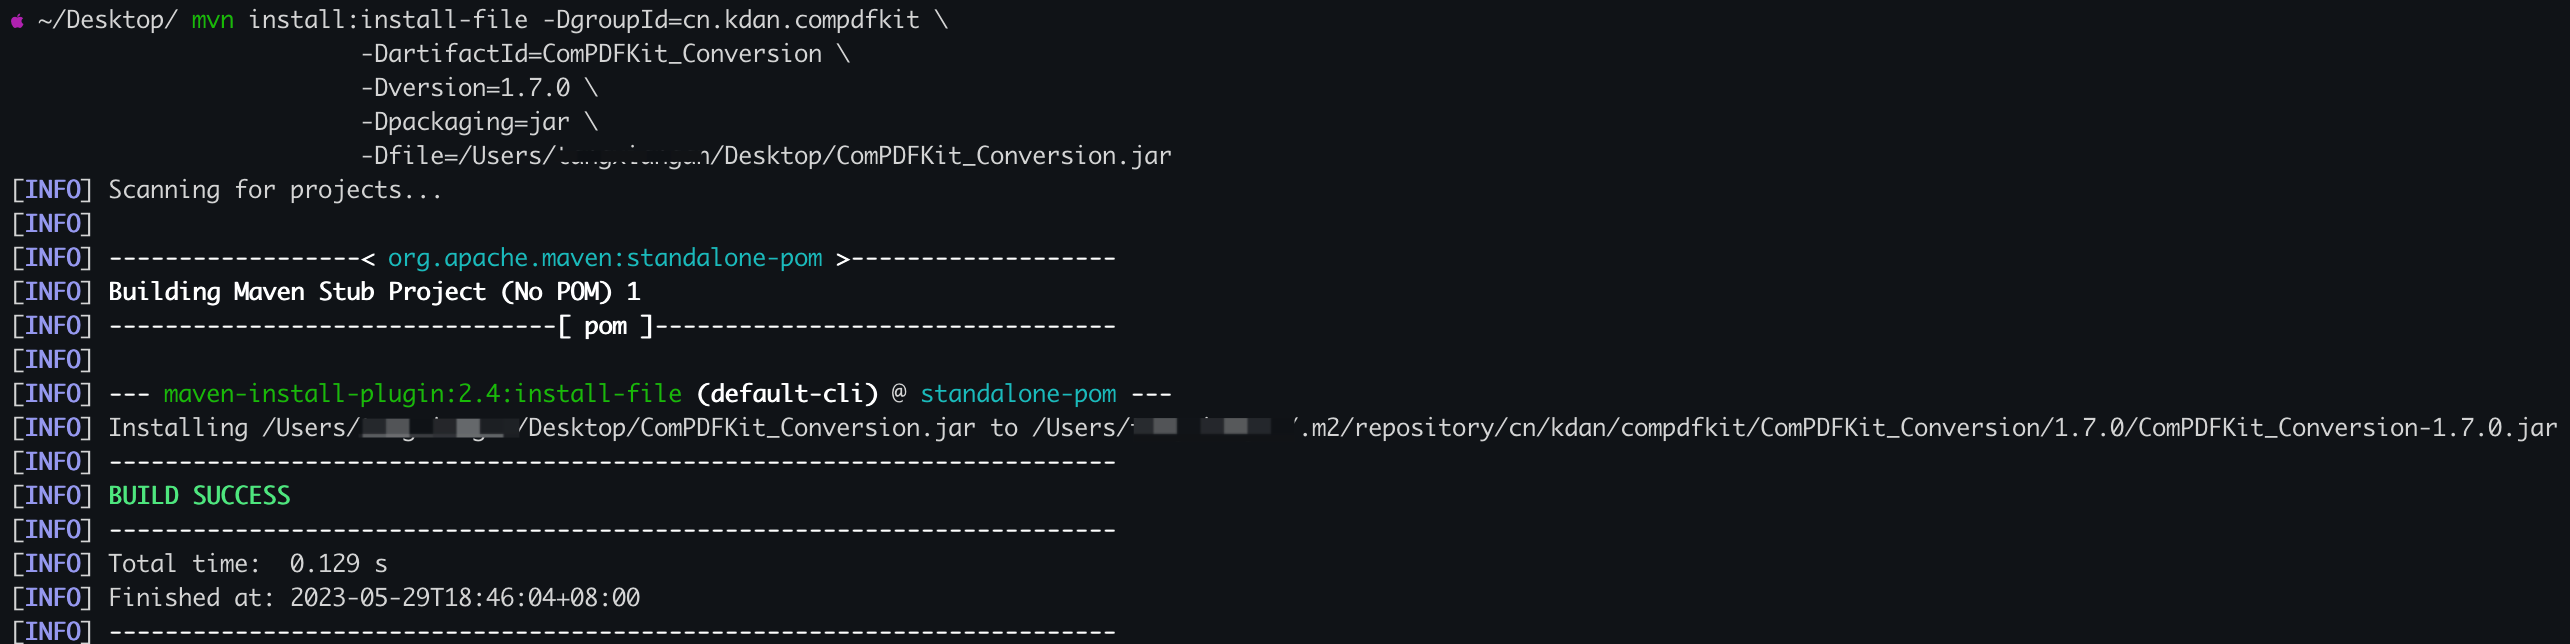 ~/Desktop/ mvn install:install-file -DgroupId=cn.kdan.compdfkit \
-DartifactId=ComPDFKit_Conversion \
-Dversion=1.7.0 \
-Dpackaging=jar \
-Dfile=/Users/ /Desktop/ComPDFKit_Conversion.jar
[INFO] Scanning for projects...
[INFO]
[INFO] ------------------< org.apache.maven:standalone-pom >-------------------
[INFO] Building Maven Stub Project (No POM) 1
[INFO] --------------------------------[ pom ]---------------------------------
[INFO]
[INFO] --- maven-install-plugin:2.4:install-file (default-cli) @ standalone-pom ---
[INFO] Installing /Users/ /Desktop/ComPDFKit_Conversion.jar to /Users/ /.m2/repository/cn/kdan/compdfkit/ComPDFKit_Conversion/1.7.0/ComPDFKit_Conversion-1.7.0.jar
[INFO] ------------------------------------------------------------------------
[INFO] BUILD SUCCESS
[INFO] ------------------------------------------------------------------------
[INFO] Total time:  0.129 s
[INFO] Finished at: 2023-05-29T18:46:04+08:00
[INFO] ------------------------------------------------------------------------